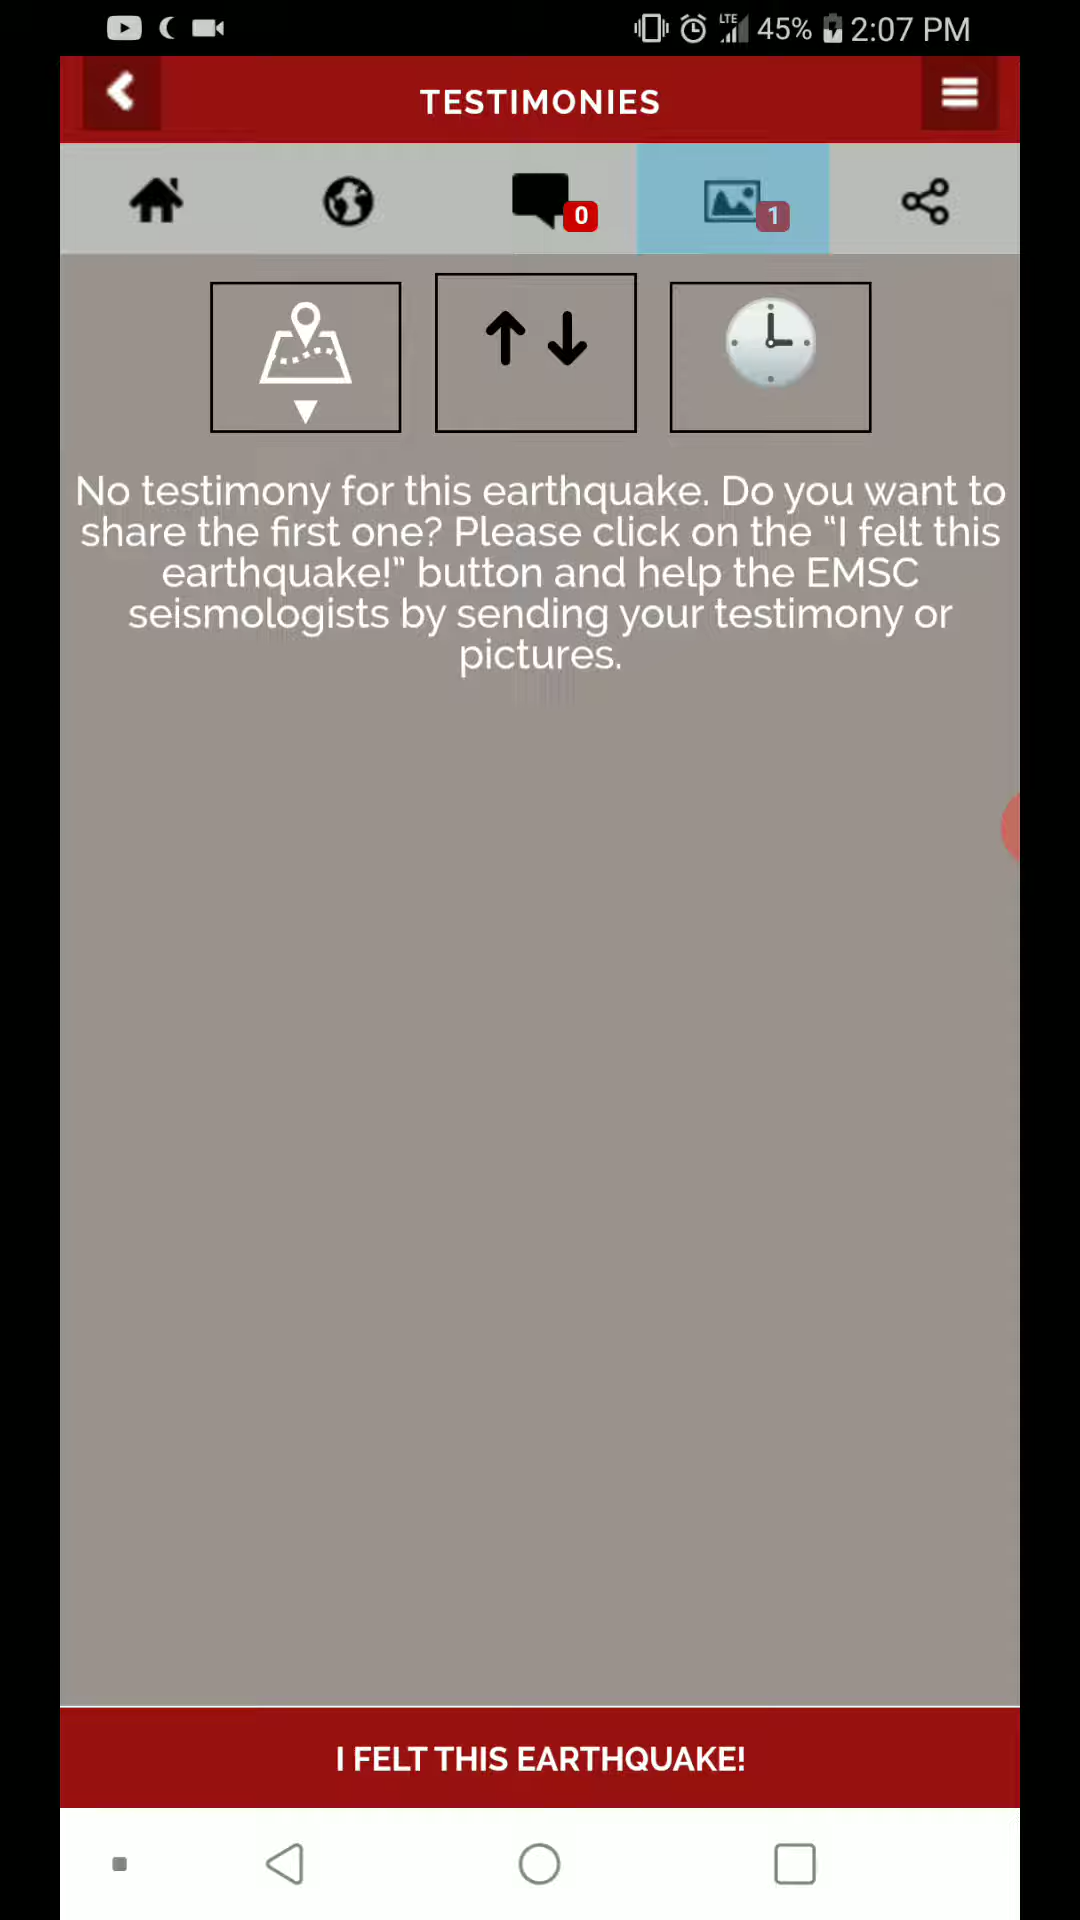 LTE 45% 2:07 PM
TESTIMONIES
0
1
No testimony for this earthquake. Do you want to
share the first one? Please click on the “I felt this
earthquake!” button and help the EMSC
seismologists by sending your testimony or
pictures.
I FELT THIS EARTHQUAKE!